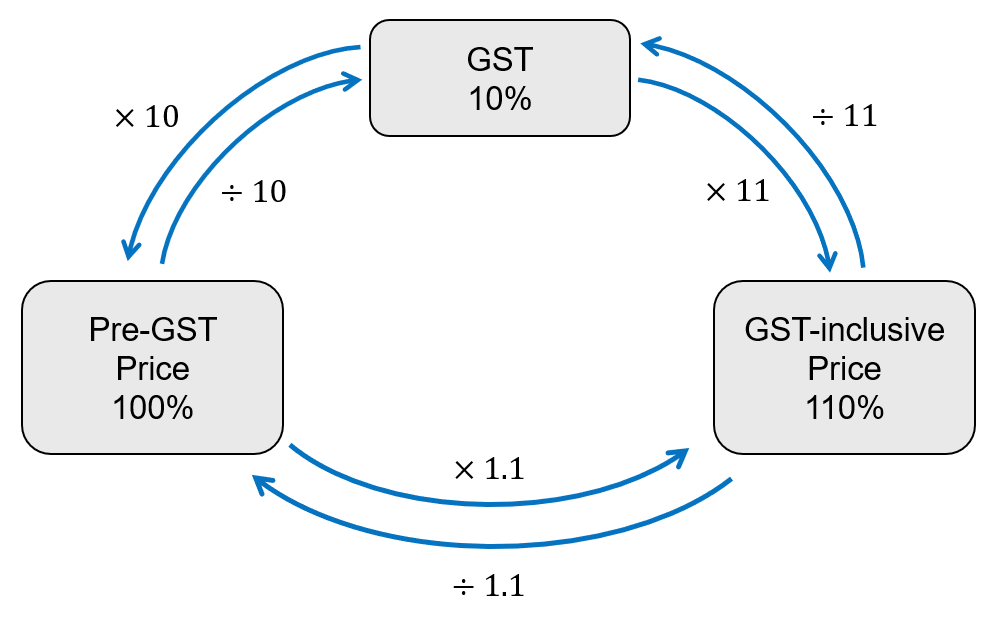 GST
10%
× 10
÷ 11
÷ 10
× 11
Pre-GST
Price
100%
GST-inclusive
Price
110%
× 1.1
÷ 1.1